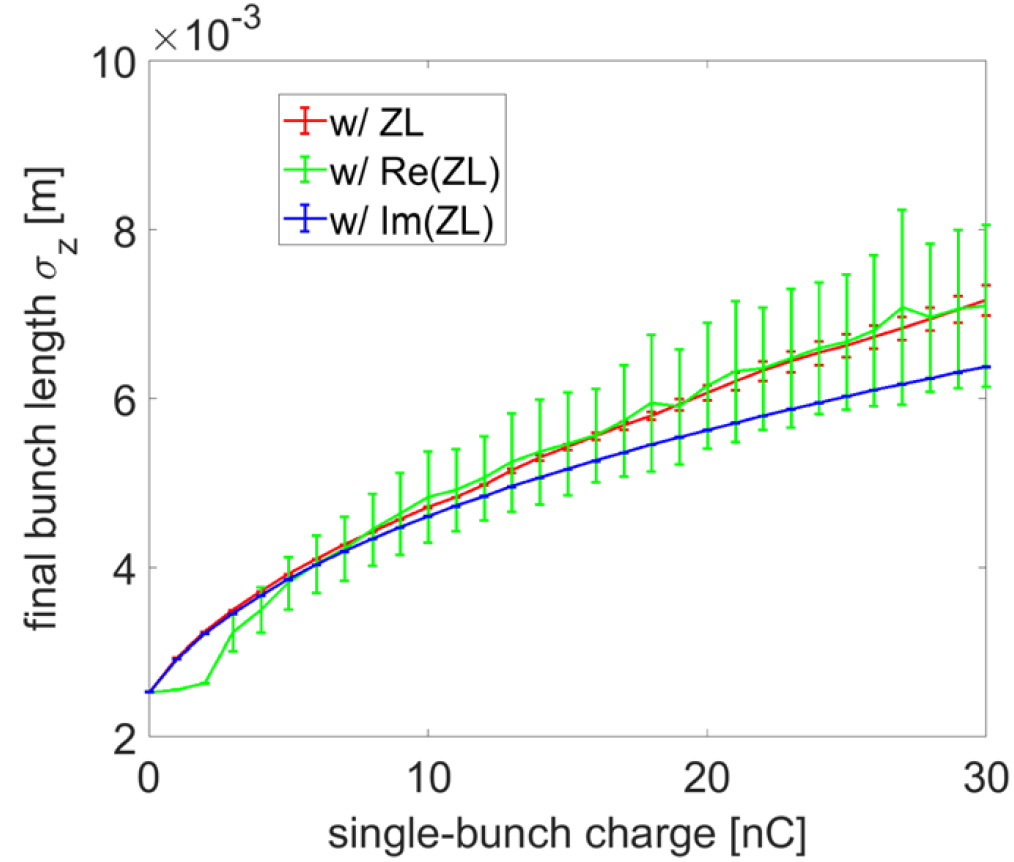 ×10⁻³
10
8
6
4
2
0
10
20
30
final bunch length σz [m]
single-bunch charge [nC]
w/ ZL
w/ Re(ZL)
w/ Im(ZL)